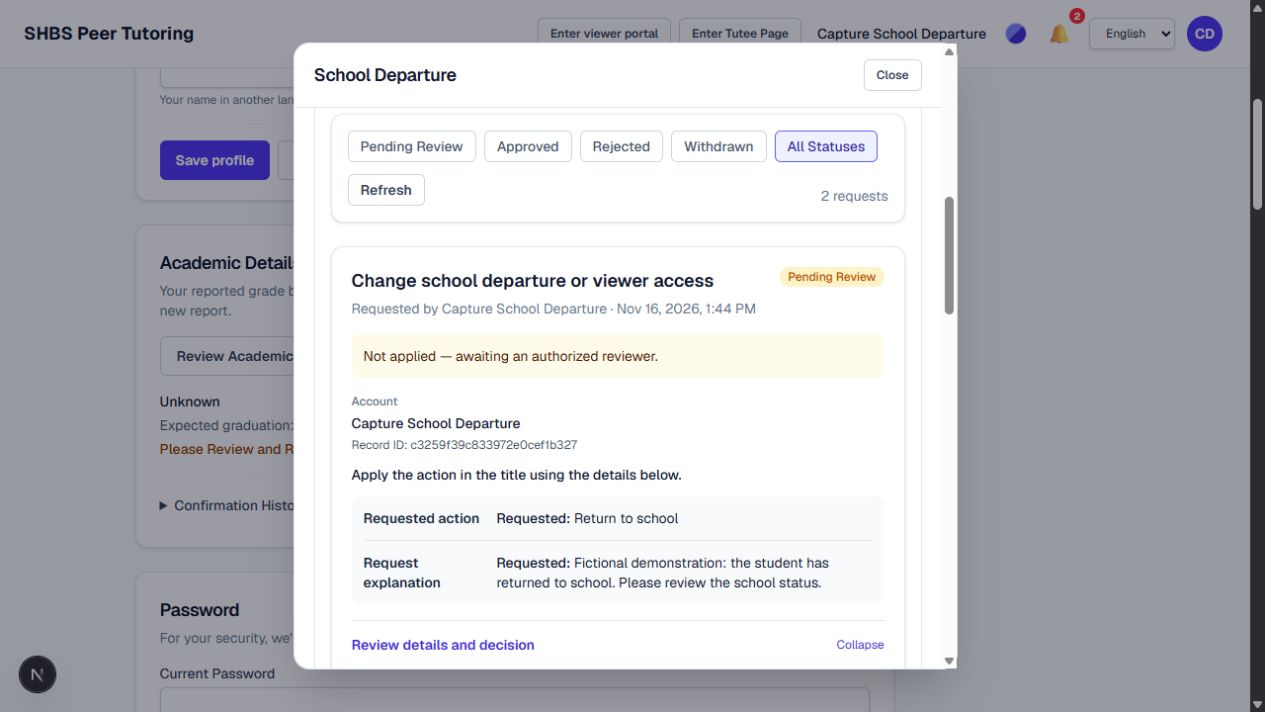 SHBS Peer Tutoring
Enter viewer portal
Enter Tutee Page
Capture School Departure
2
English
CD
Your name in another lan
Save profile
Academic Details
Your reported grade b
new report.
Review Academic
Unknown
Expected graduation:
Please Review and R
Confirmation Histo
Password
For your security, we'
Current Password
N
School Departure
Close
Pending Review
Approved
Rejected
Withdrawn
All Statuses
Refresh
2 requests
Change school departure or viewer access
Pending Review
Requested by Capture School Departure · Nov 16, 2026, 1:44 PM
Not applied — awaiting an authorized reviewer.
Account
Capture School Departure
Record ID: c3259f39c833972e0cef1b327
Apply the action in the title using the details below.
Requested action
Requested: Return to school
Request
explanation
Requested: Fictional demonstration: the student has
returned to school. Please review the school status.
Review details and decision
Collapse